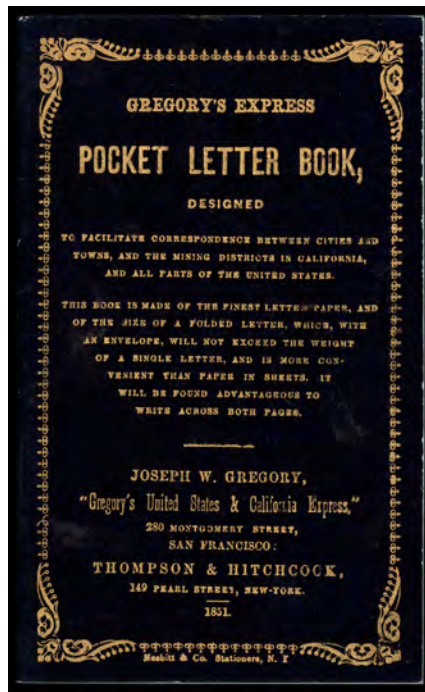 GREGORY'S EXPRESS
POCKET LETTER BOOK,
DESIGNED
TO FACILITATE CORRESPONDENCE BETWEEN CITIES AND
TOWNS, AND THE MINING DISTRICTS IN CALIFORNIA,
AND ALL PARTS OF THE UNITED STATES.
THIS BOOK IS MADE OF THE FINEST LETTER PAPER, AND
OF THE SIZE OF A FOLDED LETTER, WHICH, WITH
AN ENVELOPE, WILL NOT EXCEED THE WEIGHT
OF A SINGLE LETTER, AND IS MORE CON-
VENIENT THAN PAPER IN SHEETS. IT
WILL BE FOUND ADVANTAGEOUS TO
WRITE ACROSS BOTH PAGES.
JOSEPH W. GREGORY,
"Gregory's United States & California Express,"
280 MONTGOMERY STREET,
SAN FRANCISCO:
THOMPSON & HITCHCOCK,
149 PEARL STREET, NEW-YORK.
1851.
Nesbitt & Co. Stationers, N. Y